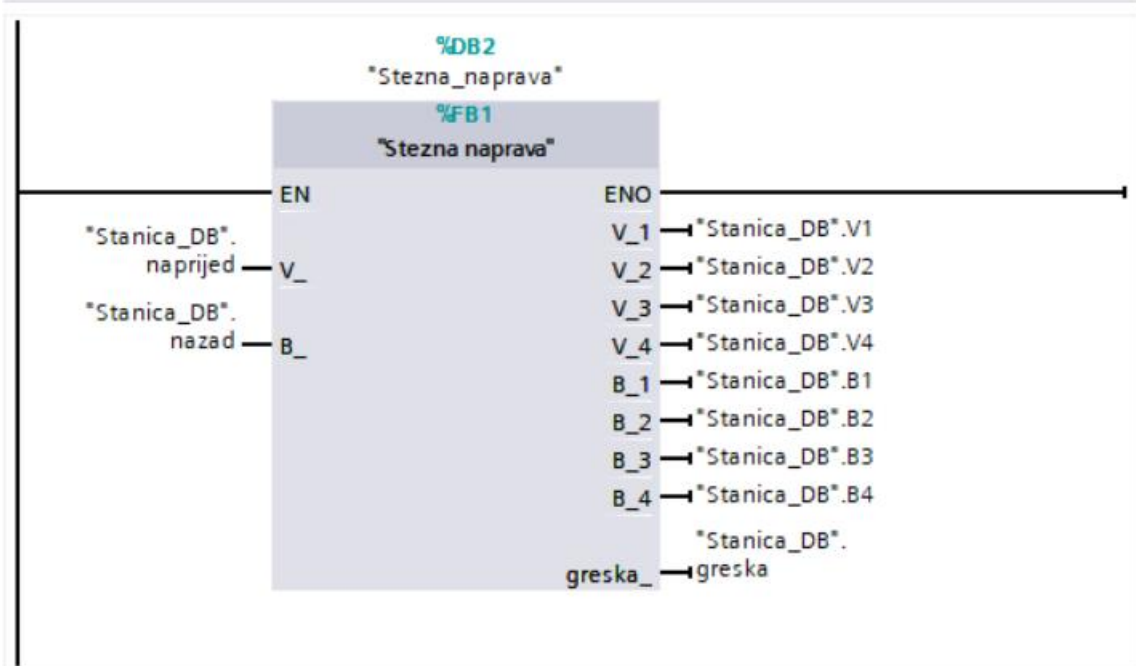 %DB2
"Stezna_naprava"
%FB1
"Stezna naprava"
EN ENO
"Stanica_DB".
naprijed V_
"Stanica_DB".
nazad B_
V_1 "Stanica_DB".V1
V_2 "Stanica_DB".V2
V_3 "Stanica_DB".V3
V_4 "Stanica_DB".V4
B_1 "Stanica_DB".B1
B_2 "Stanica_DB".B2
B_3 "Stanica_DB".B3
B_4 "Stanica_DB".B4
"Stanica_DB".
greska_ greska